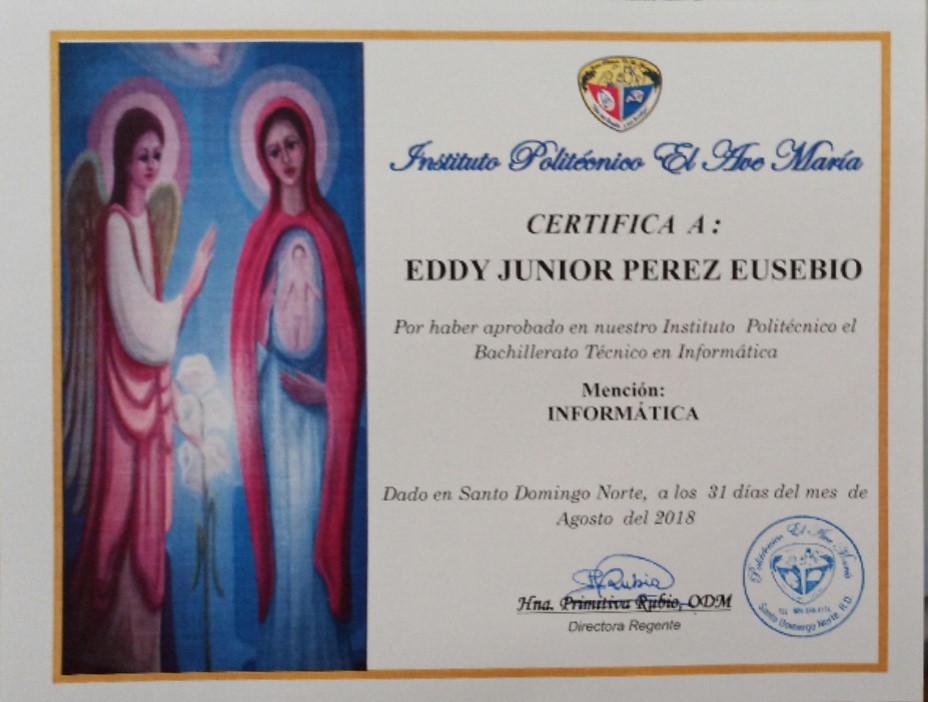 Instituto Politécnico El Ave María
CERTIFICA A:
EDDY JUNIOR PEREZ EUSEBIO
Por haber aprobado en nuestro Instituto Politécnico el
Bachillerato Técnico en Informática
Mención:
INFORMÁTICA
Dado en Santo Domingo Norte, a los 31 días del mes de
Agosto del 2018
Hna. Primitiva Rubio, ODM
Directora Regente
Politécnico El Ave María
Santo Domingo Norte, R.D.